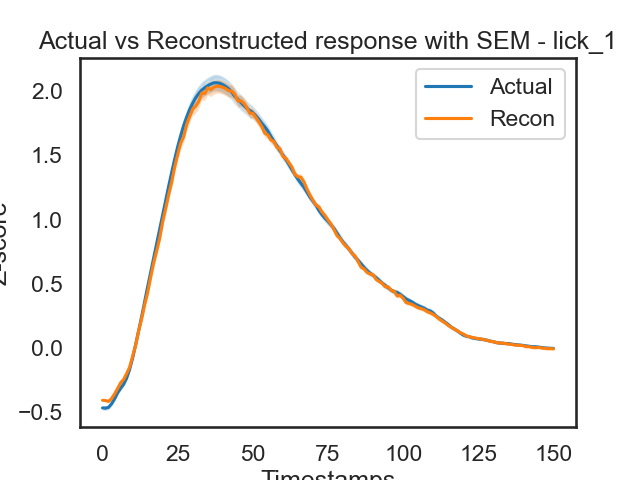 Actual vs Reconstructed response with SEM - lick_1
Actual
Recon
2.0
1.5
1.0
0.5
0.0
−0.5
Z-score
0 25 50 75 100 125 150
Timestamps